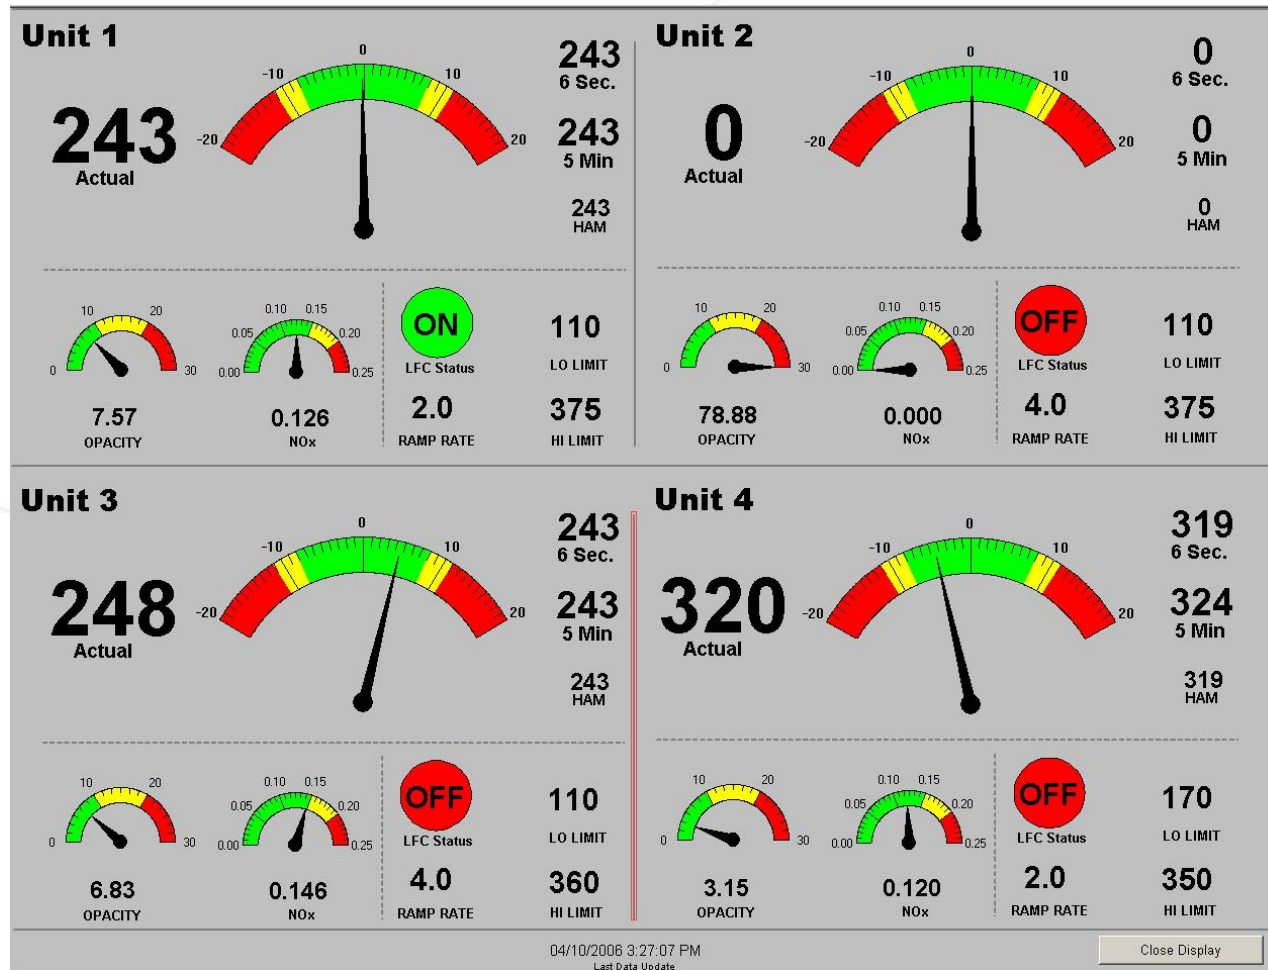 Unit 1
243
Actual
-20
-10
0
10
20
243
6 Sec.
243
5 Min
243
HAM
0
10
20
30
7.57
OPACITY
0.00
0.05
0.10
0.15
0.20
0.25
0.126
NOx
ON
LFC Status
2.0
RAMP RATE
110
LO LIMIT
375
HI LIMIT
Unit 2
0
Actual
-20
-10
0
10
20
0
6 Sec.
0
5 Min
0
HAM
0
10
20
30
78.88
OPACITY
0.00
0.05
0.10
0.15
0.20
0.25
0.000
NOx
OFF
LFC Status
4.0
RAMP RATE
110
LO LIMIT
375
HI LIMIT
Unit 3
248
Actual
-20
-10
0
10
20
243
6 Sec.
243
5 Min
243
HAM
0
10
20
30
6.83
OPACITY
0.00
0.05
0.10
0.15
0.20
0.25
0.146
NOx
OFF
LFC Status
4.0
RAMP RATE
110
LO LIMIT
360
HI LIMIT
Unit 4
320
Actual
-20
-10
0
10
20
319
6 Sec.
324
5 Min
319
HAM
0
10
20
30
3.15
OPACITY
0.00
0.05
0.10
0.15
0.20
0.25
0.120
NOx
OFF
LFC Status
2.0
RAMP RATE
170
LO LIMIT
350
HI LIMIT
04/10/2006 3:27:07 PM
Last Data Update
Close Display